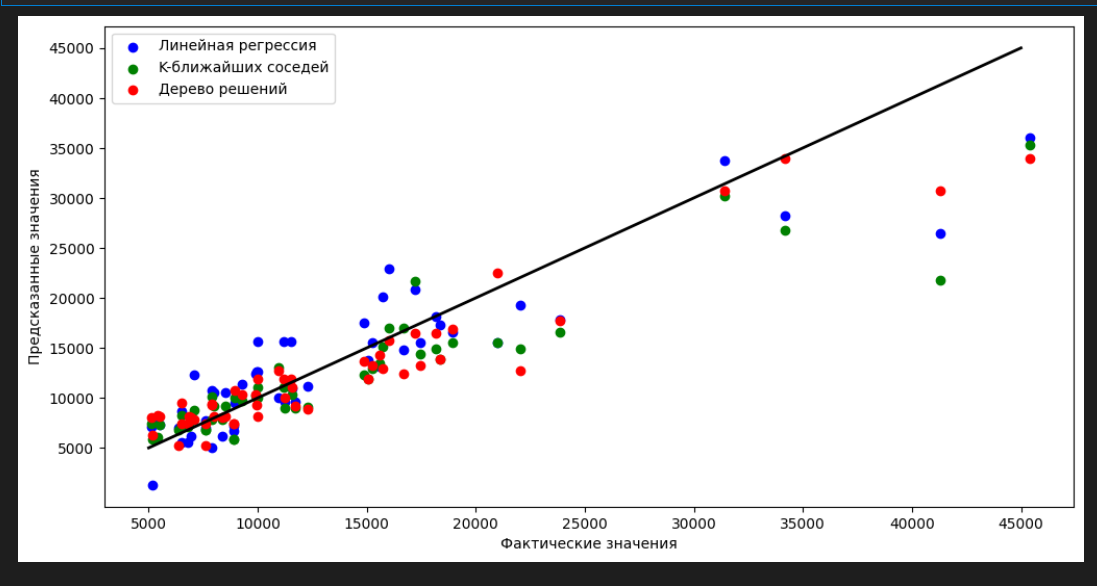 Линейная регрессия
К-ближайших соседей
Дерево решений
45000
40000
35000
30000
25000
20000
15000
10000
5000
Предсказанные значения
5000 10000 15000 20000 25000 30000 35000 40000 45000
Фактические значения